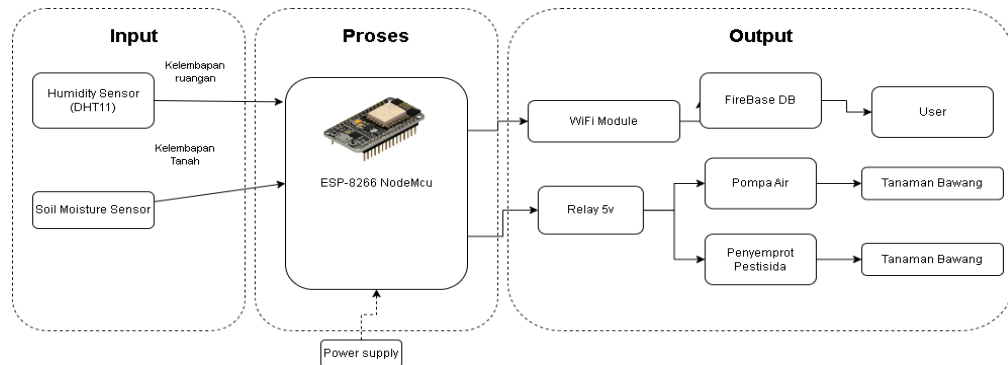 Input
Proses
Output
Kelembapan
ruangan
Humidity Sensor
(DHT11)
Kelembapan
Tanah
Soil Moisture Sensor
ESP-8266 NodeMcu
Power supply
WiFi Module
FireBase DB
User
Relay 5v
Pompa Air
Tanaman Bawang
Penyemprot
Pestisida
Tanaman Bawang